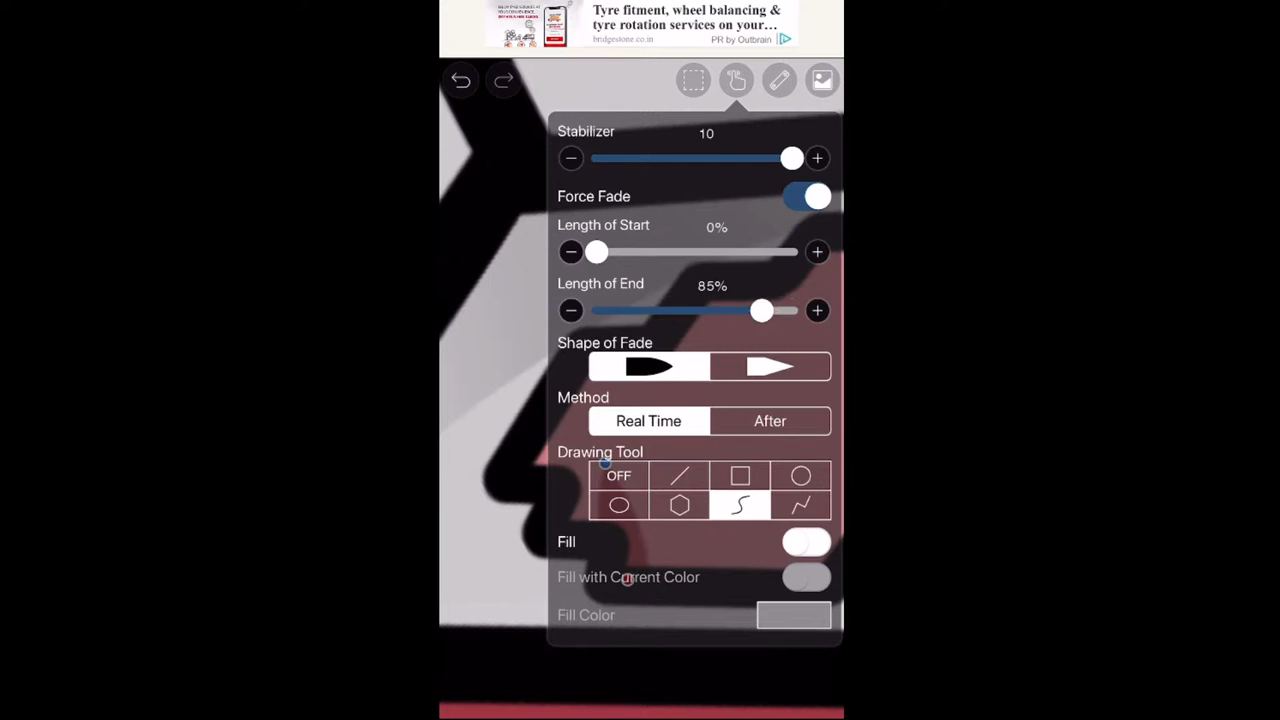 Tyre fitment, wheel balancing &
tyre rotation services on your...
bridgestone.co.in
PR by Outbrain
Stabilizer
10
Force Fade
Length of Start
0%
Length of End
85%
Shape of Fade
Method
Real Time
After
Drawing Tool
OFF
Fill
Fill with Current Color
Fill Color